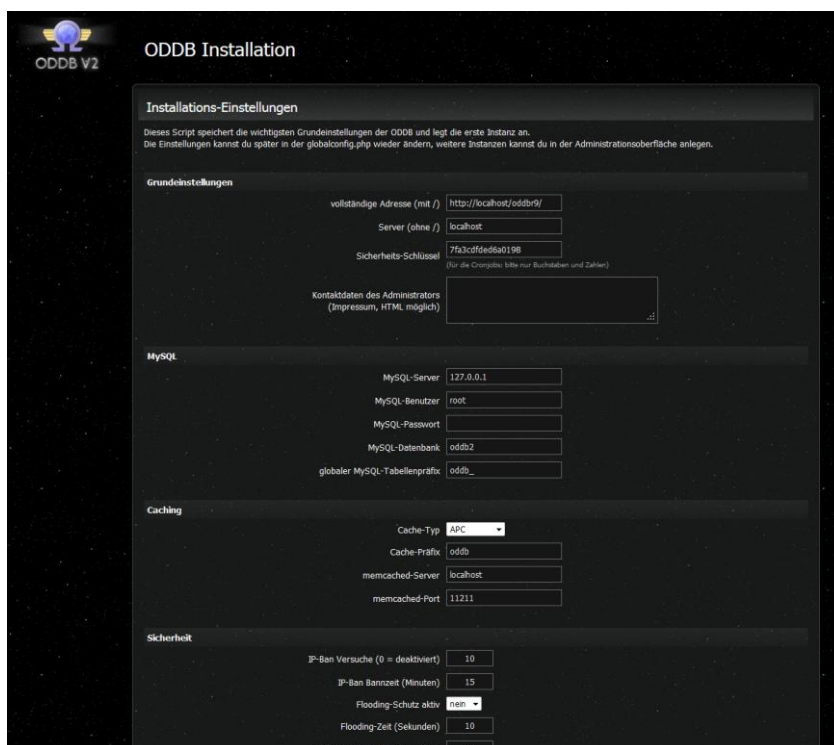 ODDB V2
ODDB Installation
Installations-Einstellungen
Dieses Script speichert die wichtigsten Grundeinstellungen der ODDB und legt die erste Instanz an.
Die Einstellungen kannst du später in der globalconfig.php wieder ändern, weitere Instanzen kannst du in der Administrationsoberfläche anlegen.
Grundeinstellungen
vollständige Adresse (mit /) http://localhost/oddbr9/
Server (ohne /) localhost
Sicherheits-Schlüssel 7fa3cdfded6a0198
(für die Cronjobs: bitte nur Buchstaben und Zahlen)
Kontaktdaten des Administrators
(Impressum, HTML möglich)
MySQL
MySQL-Server 127.0.0.1
MySQL-Benutzer root
MySQL-Passwort
MySQL-Datenbank oddb2
globaler MySQL-Tabellenpräfix oddb_
Caching
Cache-Typ APC
Cache-Präfix oddb
memcached-Server localhost
memcached-Port 11211
Sicherheit
IP-Ban Versuche (0 = deaktiviert) 10
IP-Ban Bannzeit (Minuten) 15
Flooding-Schutz aktiv nein
Flooding-Zeit (Sekunden) 10